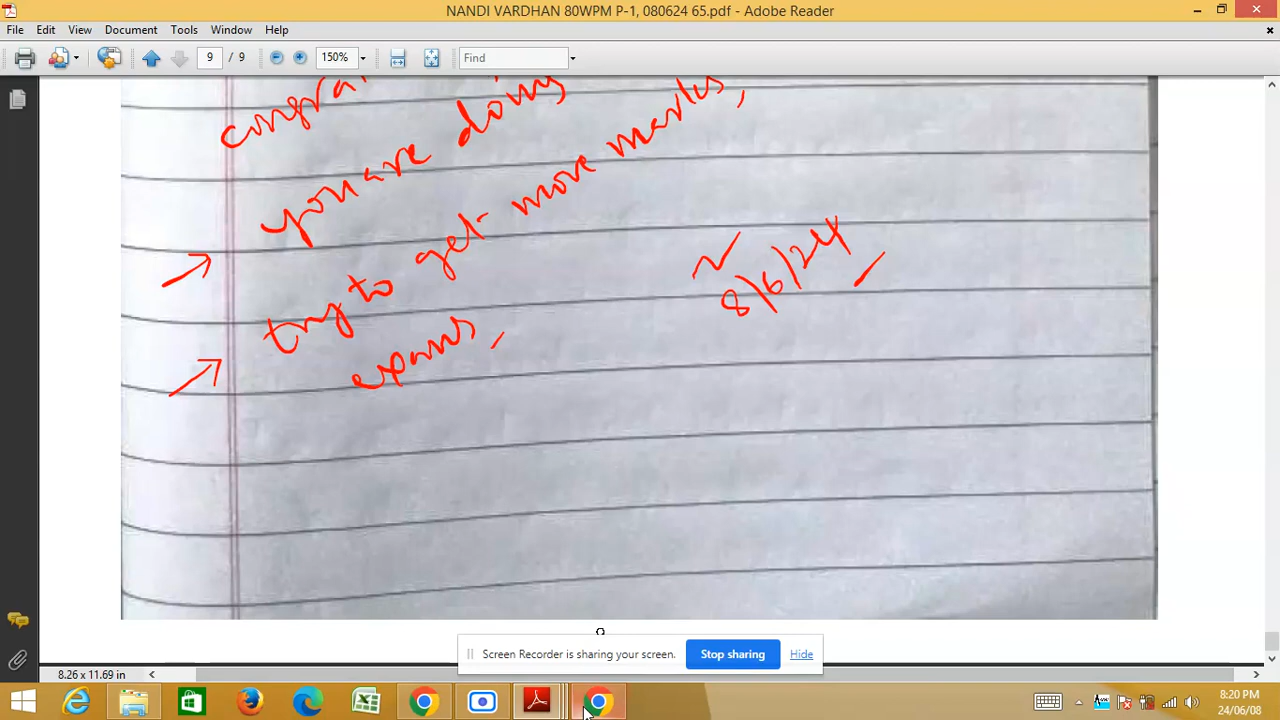 NANDI VARDHAN 80WPM P-1, 080624 65.pdf - Adobe Reader
File Edit View Document Tools Window Help
9 / 9 150% Find
you are doing
try to get more marks,
exams,
8/6/24
Screen Recorder is sharing your screen. Stop sharing Hide
8.26 x 11.69 in
8:20 PM
24/06/08